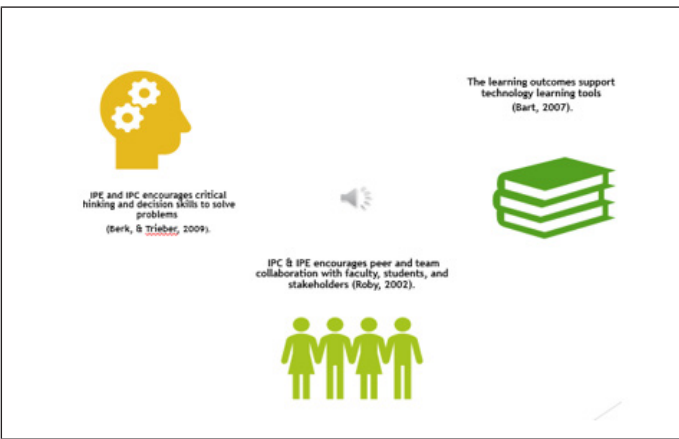 The learning outcomes support
technology learning tools
(Bart, 2007).
IPE and IPC encourages critical
hinking and decision skills to solve
problems
(Berk, & Trieber, 2009).
IPC & IPE encourages peer and team
collaboration with faculty, students, and
stakeholders (Roby, 2002).